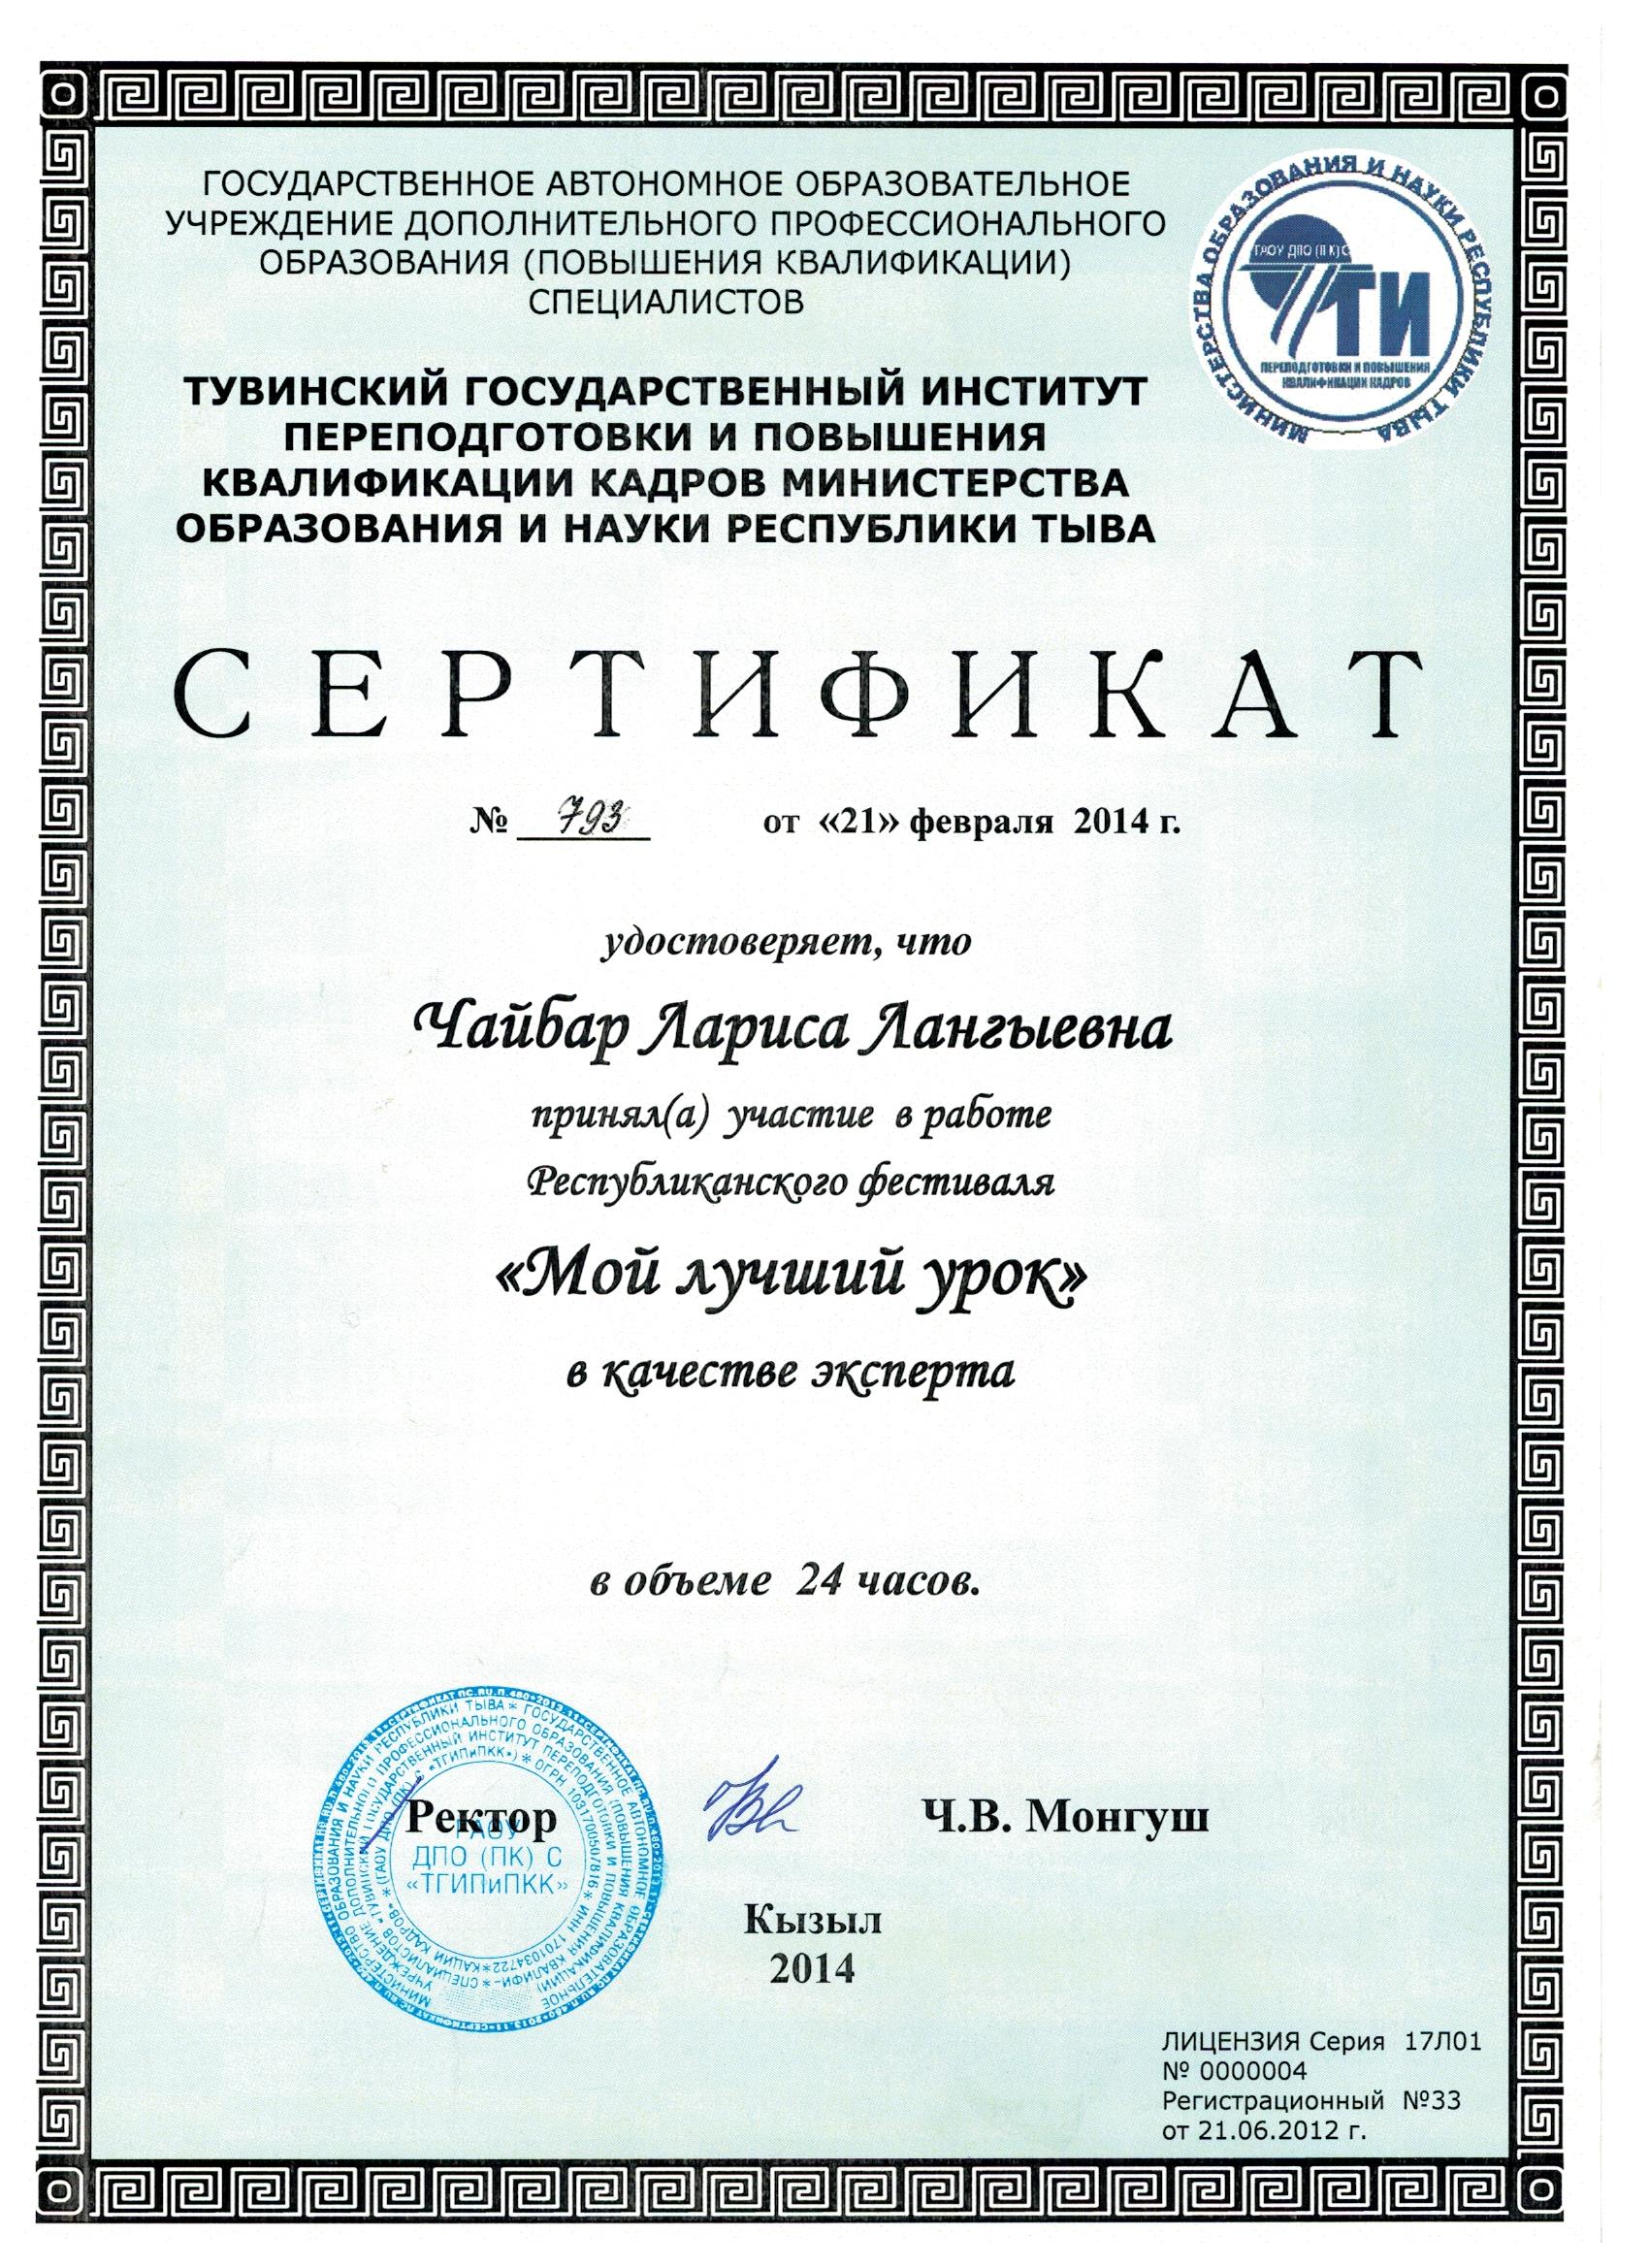 ГОСУДАРСТВЕННОЕ АВТОНОМНОЕ ОБРАЗОВАТЕЛЬНОЕ
УЧРЕЖДЕНИЕ ДОПОЛНИТЕЛЬНОГО ПРОФЕССИОНАЛЬНОГО
ОБРАЗОВАНИЯ (ПОВЫШЕНИЯ КВАЛИФИКАЦИИ)
СПЕЦИАЛИСТОВ
МИНИСТЕРСТВА ОБРАЗОВАНИЯ И НАУКИ РЕСПУБЛИКИ ТЫВА
ГАОУ ДПО (ПК) С
ТИ
ПЕРЕПОДГОТОВКИ И ПОВЫШЕНИЯ
КВАЛИФИКАЦИИ КАДРОВ
ТУВИНСКИЙ ГОСУДАРСТВЕННЫЙ ИНСТИТУТ
ПЕРЕПОДГОТОВКИ И ПОВЫШЕНИЯ
КВАЛИФИКАЦИИ КАДРОВ МИНИСТЕРСТВА
ОБРАЗОВАНИЯ И НАУКИ РЕСПУБЛИКИ ТЫВА
СЕРТИФИКАТ
№ 793 от «21» февраля 2014 г.
удостоверяет, что
Чайбар Лариса Лангыевна
принял(а) участие в работе
Республиканского фестиваля
«Мой лучший урок»
в качестве эксперта
в объеме 24 часов.
Ректор Ч.В. Монгуш
ГАОУ
ДПО (ПК) С
«ТГИПиПКК»
Кызыл
2014
ЛИЦЕНЗИЯ Серия 17Л01
№ 0000004
Регистрационный №33
от 21.06.2012 г.